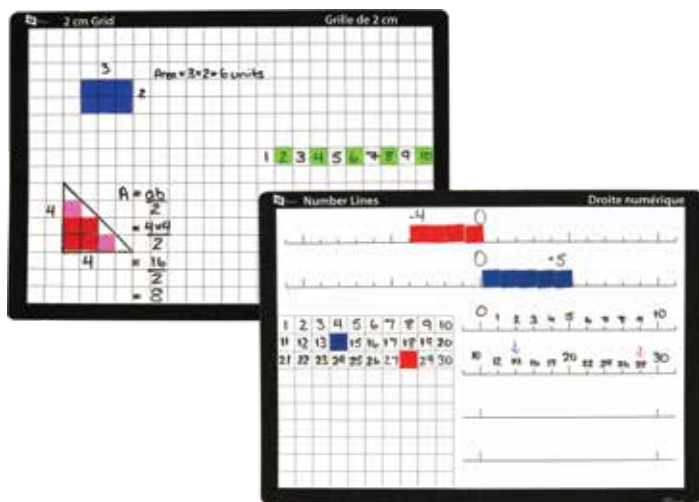 2 cm Grid
Grille de 2 cm
3
Area = 3×2 = 6 units
2
1 2 3 4 5 6 7 8 9 10
4
4
A = ab
2
= 4×4
2
= 16
2
= 8
Number Lines
Droite numérique
-4 0
0 +5
0 1 2 3 4 5 6 7 8 9 10
10 12 14 16 18 20 22 24 26 28 30
1 2 3 4 5 6 7 8 9 10
11 12 13 15 16 17 18 19 20
21 22 23 24 25 26 27 29 30